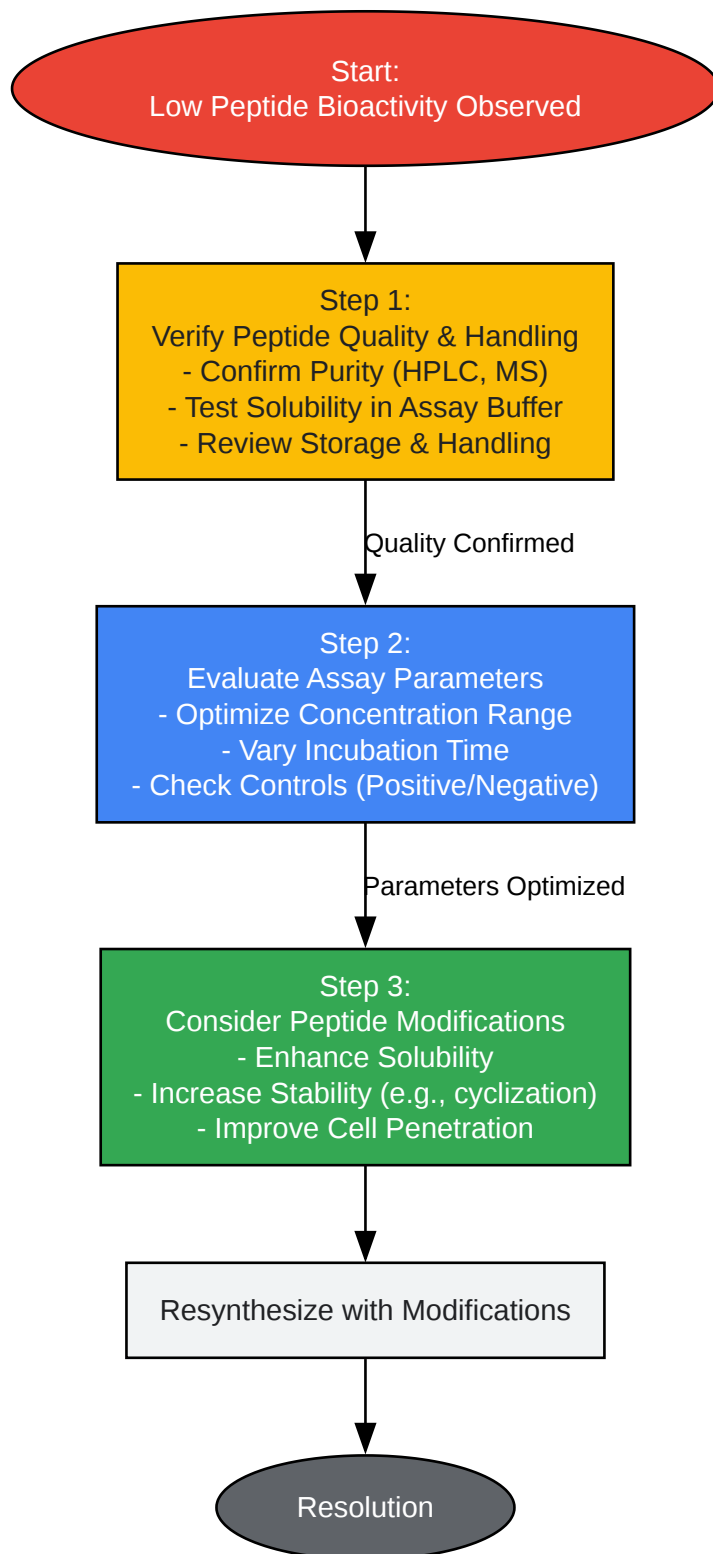 Start:
Low Peptide Bioactivity Observed
Step 1:
Verify Peptide Quality & Handling
- Confirm Purity (HPLC, MS)
- Test Solubility in Assay Buffer
- Review Storage & Handling
Quality Confirmed
Step 2:
Evaluate Assay Parameters
- Optimize Concentration Range
- Vary Incubation Time
- Check Controls (Positive/Negative)
Parameters Optimized
Step 3:
Consider Peptide Modifications
- Enhance Solubility
- Increase Stability (e.g., cyclization)
- Improve Cell Penetration
Resynthesize with Modifications
Resolution